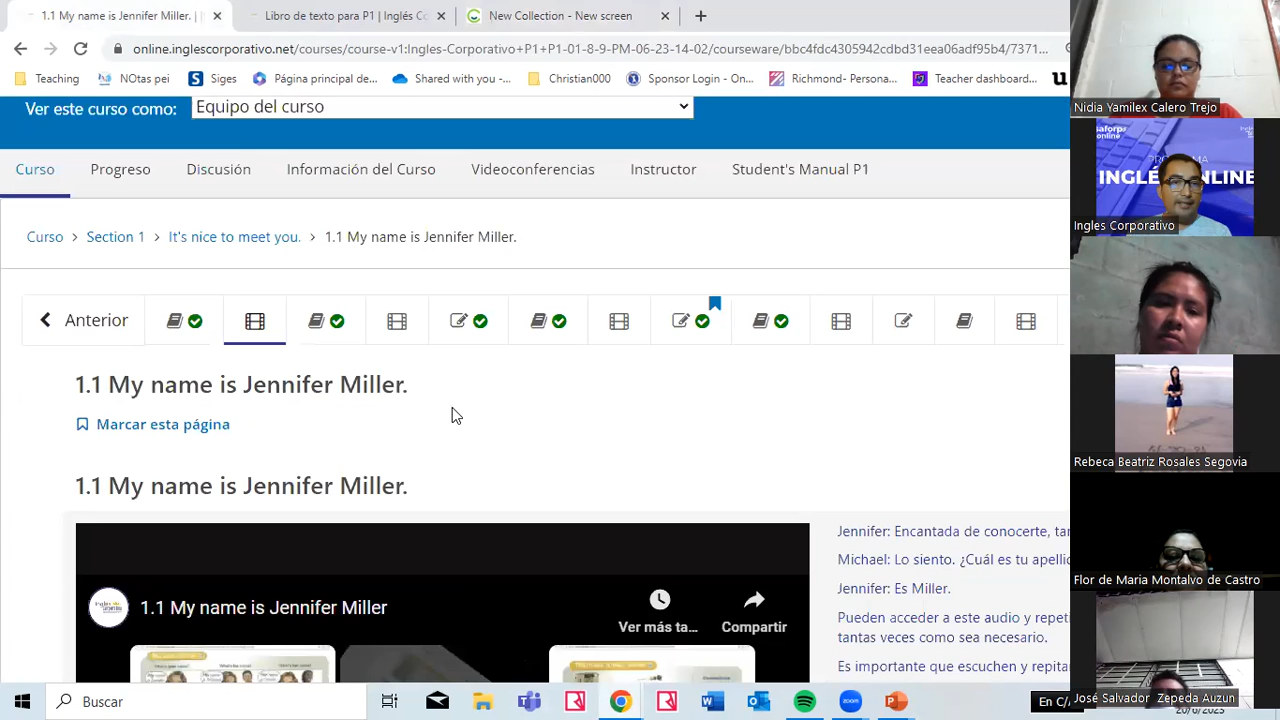 1.1 My name is Jennifer Miller. | ×
Libro de texto para P1 | Inglés C ×
New Collection - New screen ×
online.inglescorporativo.net/courses/course-v1:Ingles-Corporativo+P1+P1-01-8-9-PM-06-23-14-02/courseware/bbc4fdc4305942cdbd31eea06adf95b4/7371...
Teaching
NOtas pei
Siges
Página principal de...
Shared with you -...
Christian000
Sponsor Login - On...
Richmond- Persona...
Teacher dashboard...
Ver este curso como:
Equipo del curso
Curso
Progreso
Discusión
Información del Curso
Videoconferencias
Instructor
Student's Manual P1
Curso > Section 1 > It's nice to meet you. > 1.1 My name is Jennifer Miller.
Anterior
1.1 My name is Jennifer Miller.
Marcar esta página
1.1 My name is Jennifer Miller.
1.1 My name is Jennifer Miller
Ver más ta...
Compartir
Jennifer: Encantada de conocerte, ta
Michael: Lo siento. ¿Cuál es tu apelli
Jennifer: Es Miller.
Pueden acceder a este audio y repet
tantas veces como sea necesario.
Es importante que escuchen y repita
Buscar
En C/A
20/6/2023
Nidia Yamilex Calero Trejo
online
Ingles Corporativo
Rebeca Beatriz Rosales Segovia
Flor de Maria Montalvo de Castro
José Salvador Zepeda Auzun